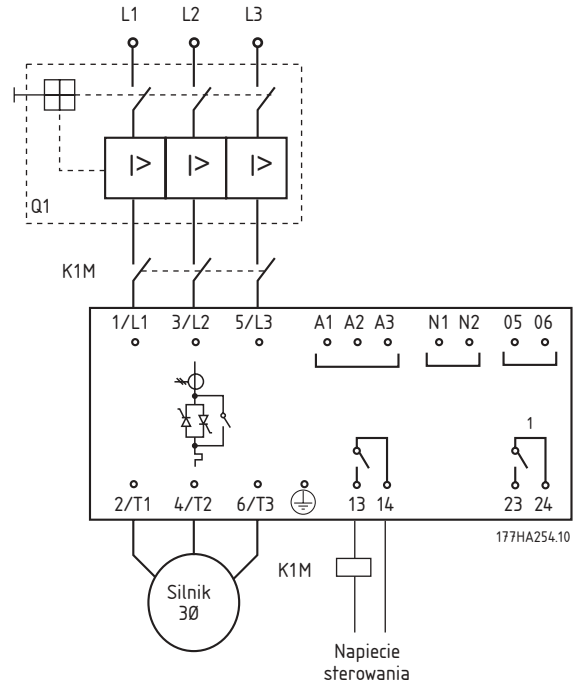 L1 L2 L3
I> I> I>
Q1
K1M
1/L1 3/L2 5/L3 A1 A2 A3 N1 N2 05 06
1
2/T1 4/T2 6/T3 13 14 23 24
177HA254.10
K1M
Silnik
3Ø
Napiecie
sterowania